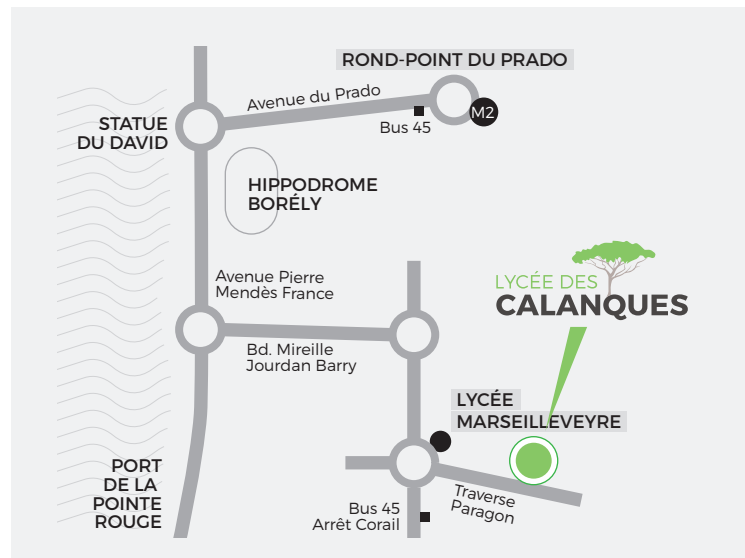 ROND-POINT DU PRADO
Avenue du Prado
M2
Bus 45
STATUE
DU DAVID
HIPPODROME
BORÉLY
Avenue Pierre
Mendès France
LYCÉE DES
CALANQUES
Bd. Mireille
Jourdan Barry
LYCÉE
MARSEILLEVEYRE
PORT
DE LA
POINTE
ROUGE
Traverse
Paragon
Bus 45
Arrêt Corail